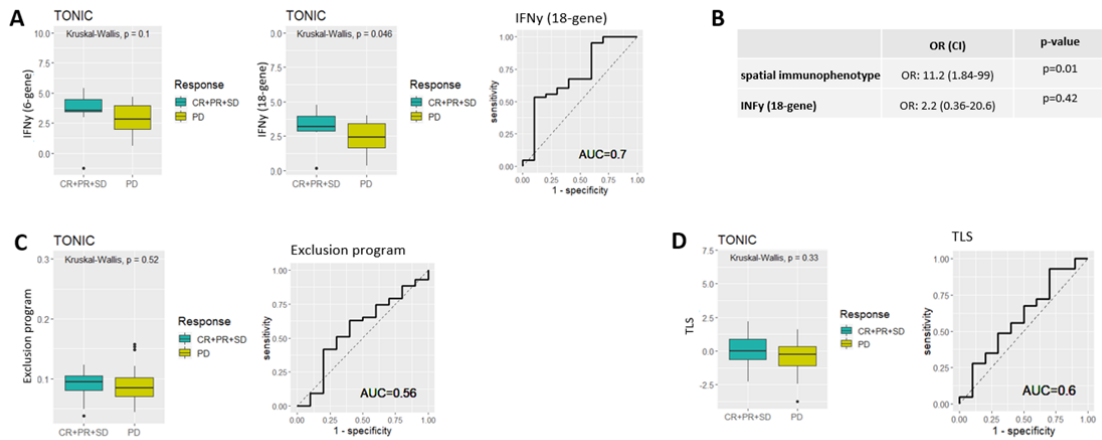 A
TONIC
Kruskal-Wallis, p = 0.1
IFNy (6-gene)
10.0
7.5
5.0
2.5
0.0
CR+PR+SD PD
Response
CR+PR+SD
PD
TONIC
Kruskal-Wallis, p = 0.046
IFNy (18-gene)
10.0
7.5
5.0
2.5
0.0
CR+PR+SD PD
Response
CR+PR+SD
PD
IFNy (18-gene)
sensitivity
1.00
0.75
0.50
0.25
0.00
AUC=0.7
0.00 0.25 0.50 0.75 1.00
1 - specificity
B
OR (CI) p-value
spatial immunophenotype OR: 11.2 (1.84-99) p=0.01
INFy (18-gene) OR: 2.2 (0.36-20.6) p=0.42
C
TONIC
Kruskal-Wallis, p = 0.52
Exclusion program
0.3
0.2
0.1
CR+PR+SD PD
Response
CR+PR+SD
PD
Exclusion program
sensitivity
1.00
0.75
0.50
0.25
0.00
AUC=0.56
0.00 0.25 0.50 0.75 1.00
1 - specificity
D
TONIC
Kruskal-Wallis, p = 0.33
TLS
7.5
5.0
2.5
0.0
-2.5
CR+PR+SD PD
Response
CR+PR+SD
PD
TLS
sensitivity
1.00
0.75
0.50
0.25
0.00
AUC=0.6
0.00 0.25 0.50 0.75 1.00
1 - specificity